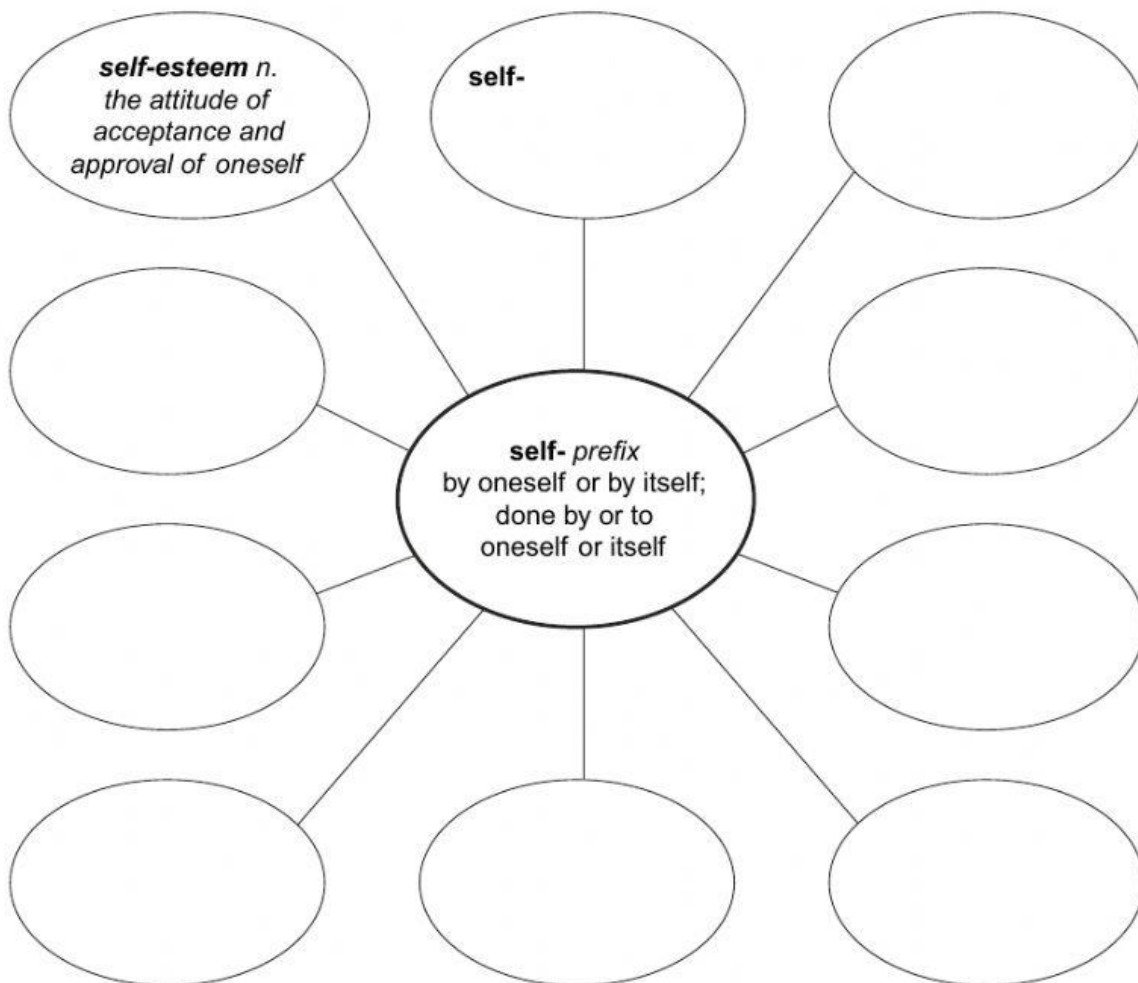 self-esteem n.
the attitude of
acceptance and
approval of oneself
self-
self- prefix
by oneself or by itself;
done by or to
oneself or itself